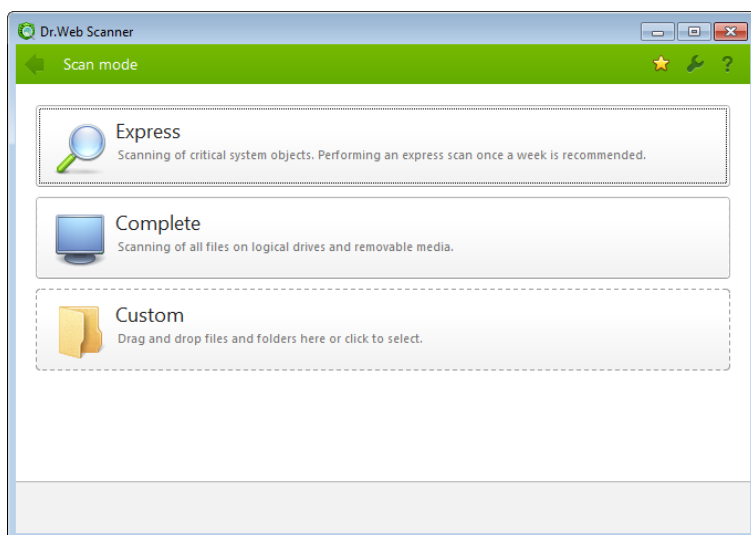 Dr.Web Scanner
Scan mode
?
Express
Scanning of critical system objects. Performing an express scan once a week is recommended.
Complete
Scanning of all files on logical drives and removable media.
Custom
Drag and drop files and folders here or click to select.